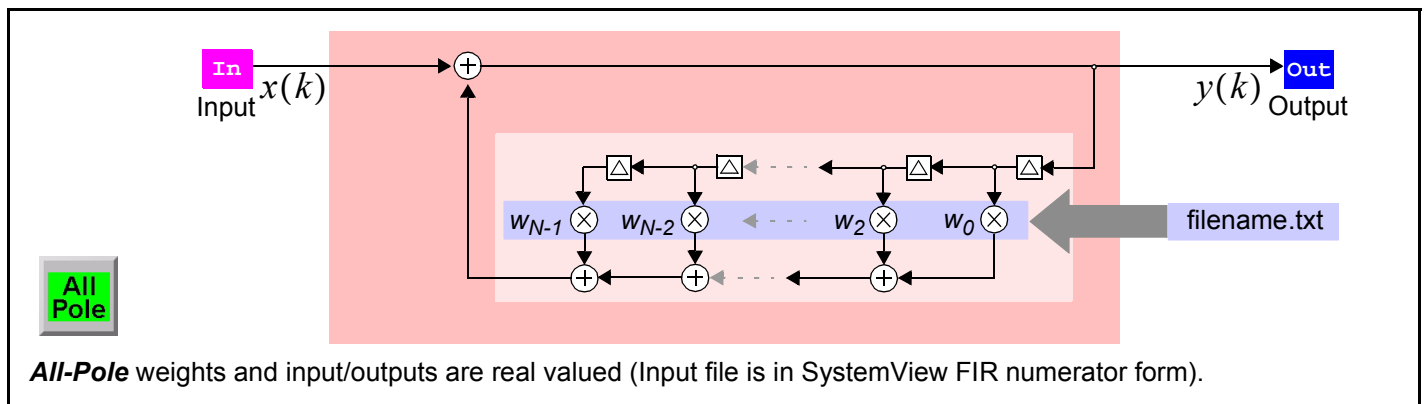 In
Input
x(k)
y(k)
Out
Output
w_{N-1}
w_{N-2}
w_2
w_0
filename.txt
All
Pole
All-Pole weights and input/outputs are real valued (Input file is in SystemView FIR numerator form).